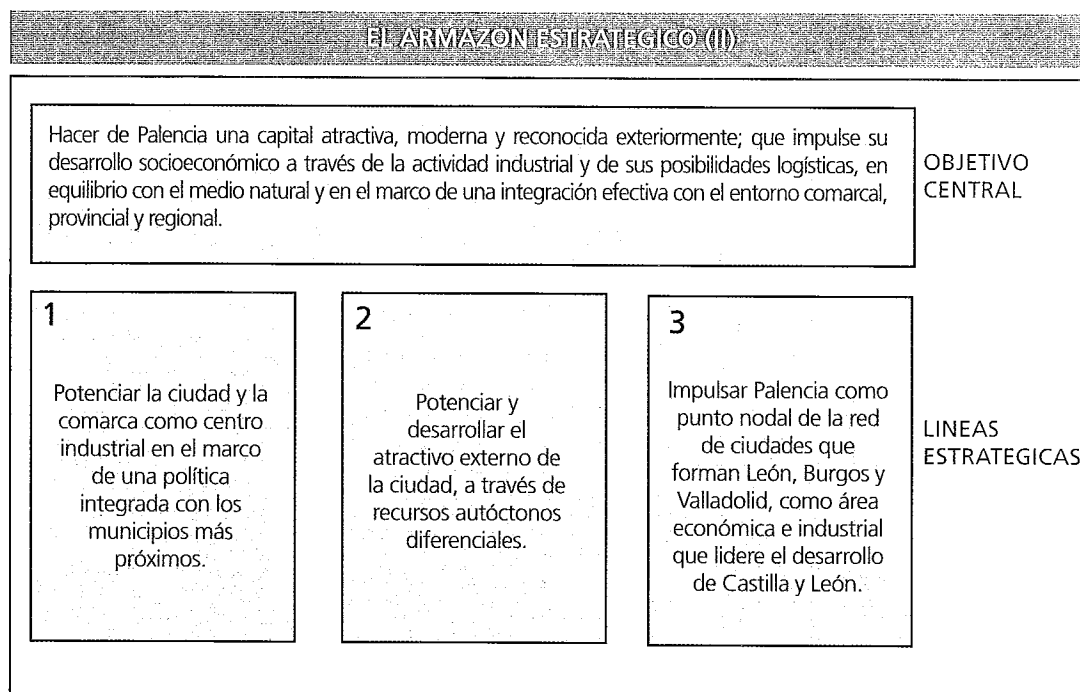 EL ARMAZON ESTRATEGICO (II)
Hacer de Palencia una capital atractiva, moderna y reconocida exteriormente; que impulse su
desarrollo socioeconómico a través de la actividad industrial y de sus posibilidades logísticas, en
equilibrio con el medio natural y en el marco de una integración efectiva con el entorno comarcal,
provincial y regional.
OBJETIVO
CENTRAL
1
Potenciar la ciudad y la
comarca como centro
industrial en el marco
de una política
integrada con los
municipios más
próximos.
2
Potenciar y
desarrollar el
atractivo externo de
la ciudad, a través de
recursos autóctonos
diferenciales.
3
Impulsar Palencia como
punto nodal de la red
de ciudades que
forman León, Burgos y
Valladolid, como área
económica e industrial
que lidere el desarrollo
de Castilla y León.
LINEAS
ESTRATEGICAS